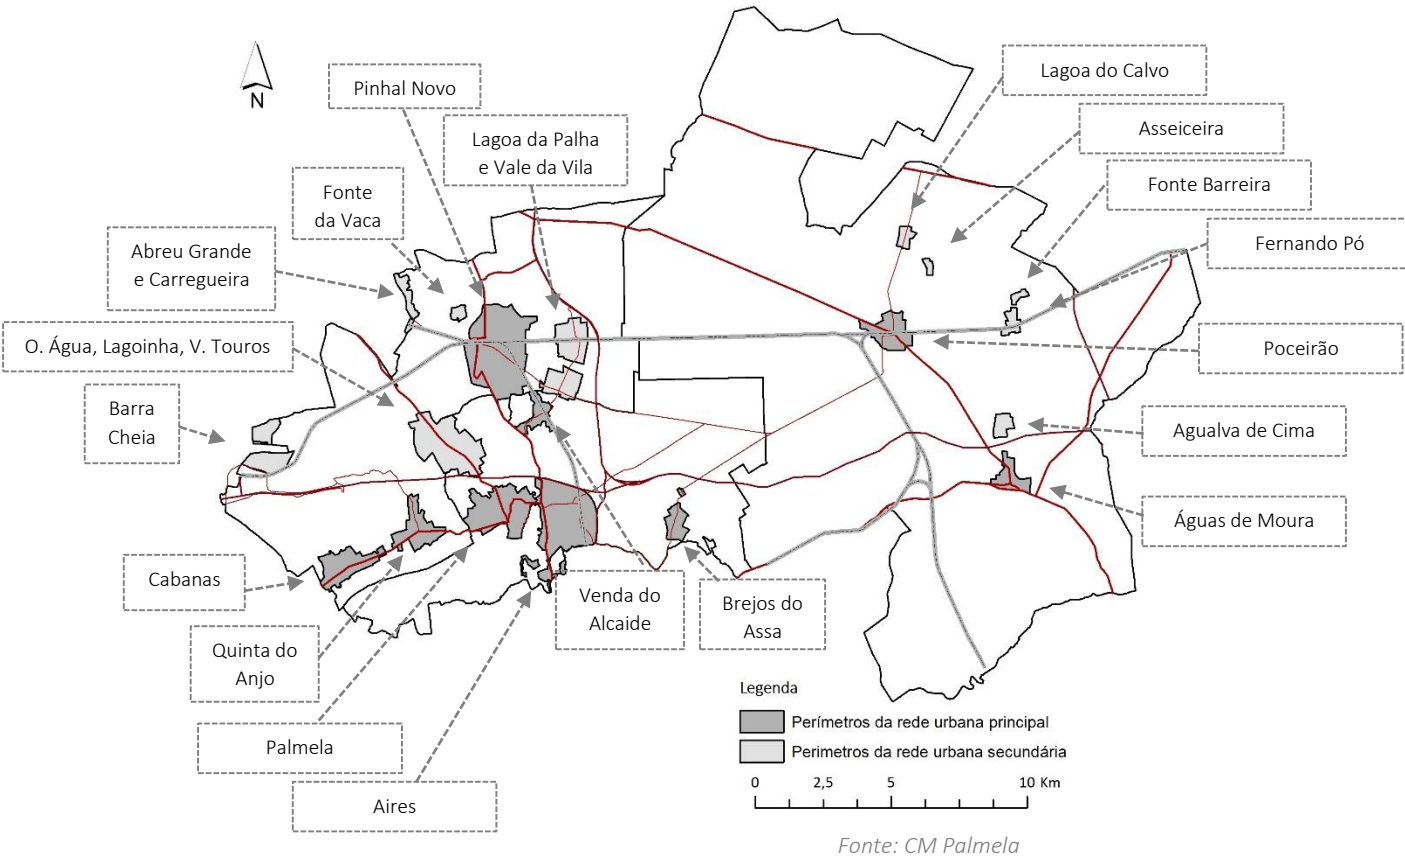 Lagoa do Calvo
Pinhal Novo
Asseiceira
Lagoa da Palha
e Vale da Vila
Fonte Barreira
Fonte
da Vaca
Fernando Pó
Abreu Grande
e Carregueira
N
O. Água, Lagoinha, V. Touros
Poceirão
Barra
Cheia
Agualva de Cima
Águas de Moura
Cabanas
Venda do
Alcaide
Brejos do
Assa
Quinta do
Anjo
Palmela
Aires
Legenda
Perímetros da rede urbana principal
Perimetros da rede urbana secundária
0 2,5 5 10 Km
Fonte: CM Palmela